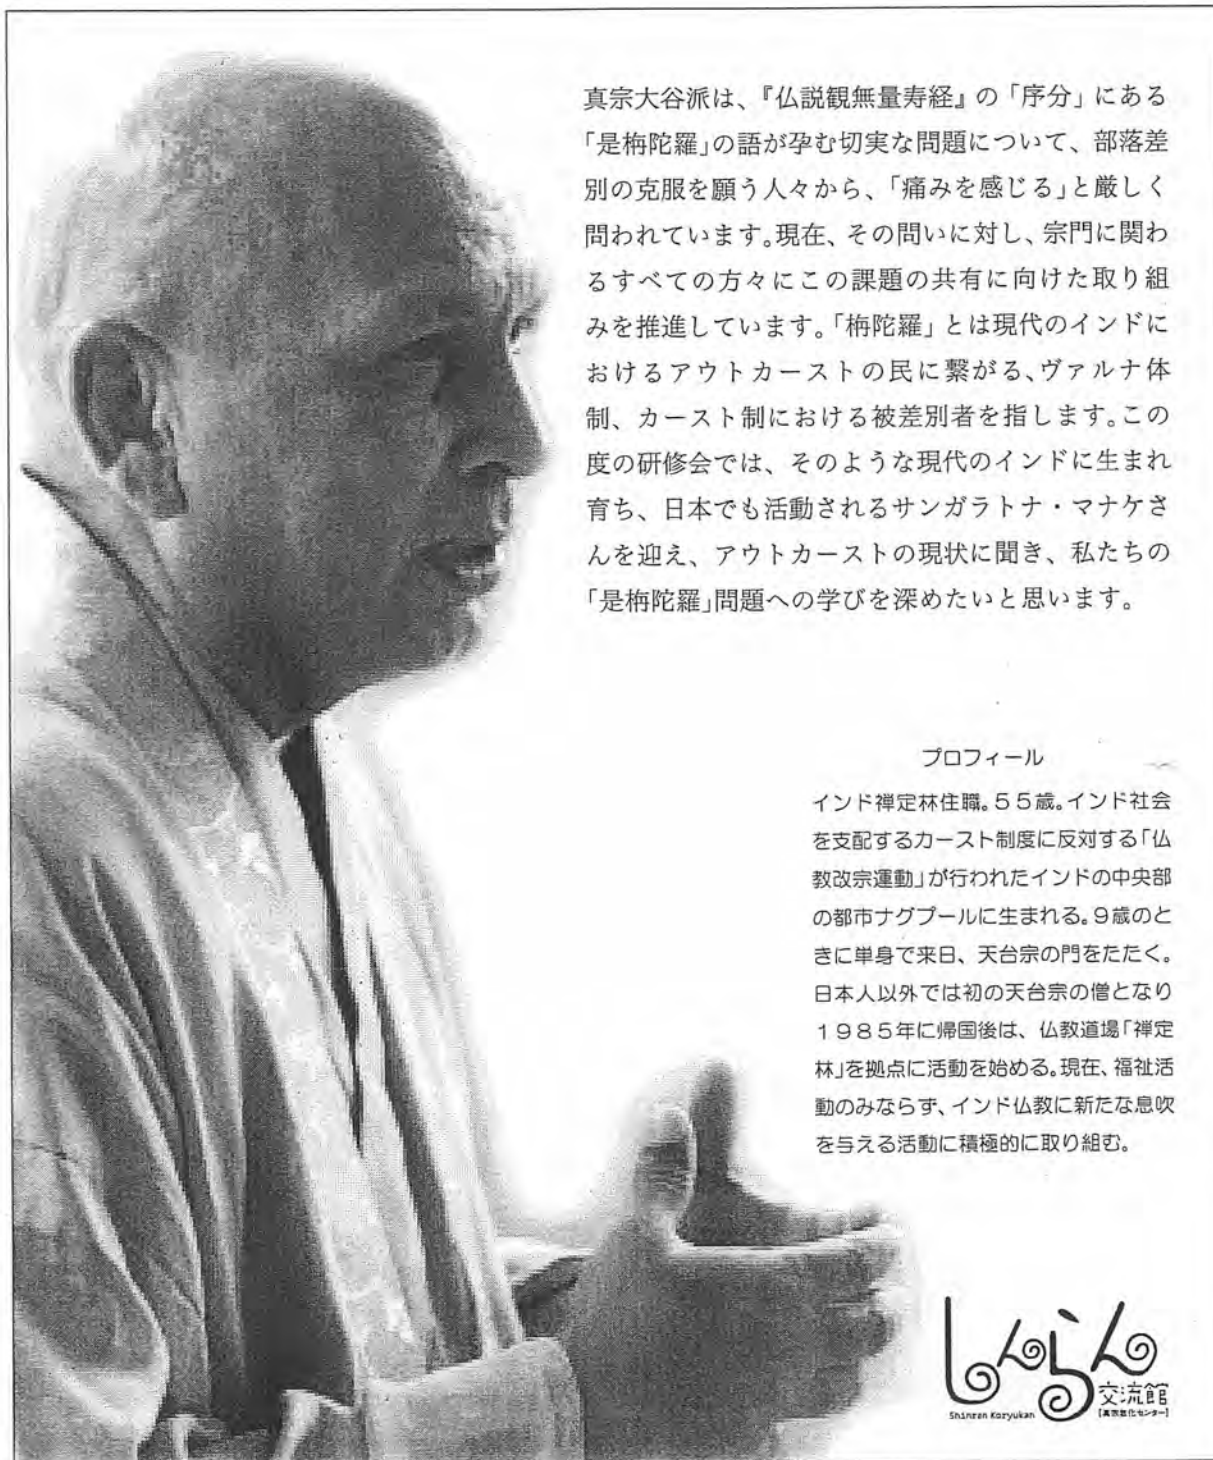 真宗大谷派は、『仏説観無量寿経』の「序分」にある
「是栴陀羅」の語が孕む切実な問題について、部落差
別の克服を願う人々から、「痛みを感じる」と厳しく
問われています。現在、その問いに対し、宗門に関わ
るすべての方々にこの課題の共有に向けた取り組
みを推進しています。「栴陀羅」とは現代のインドに
おけるアウトカーストの民に繋がる、ヴァルナ体
制、カースト制における被差別者を指します。この
度の研修会では、そのような現代のインドに生まれ
育ち、日本でも活動されるサンガラトナ・マナケさ
んを迎え、アウトカーストの現状に聞き、私たちの
「是栴陀羅」問題への学びを深めたいと思います。
プロフィール
インド禅定林住職。55歳。インド社会
を支配するカースト制度に反対する「仏
教改宗運動」が行われたインドの中央部
の都市ナグプールに生まれる。9歳のと
きに単身で来日、天台宗の門をたたく。
日本人以外では初の天台宗の僧となり
1985年に帰国後は、仏教道場「禅定
林」を拠点に活動を始める。現在、福祉活
動のみならず、インド仏教に新たな息吹
を与える活動に積極的に取り組む。
しんらん
交流館
Shinran Koryukan
【真宗教化センター】